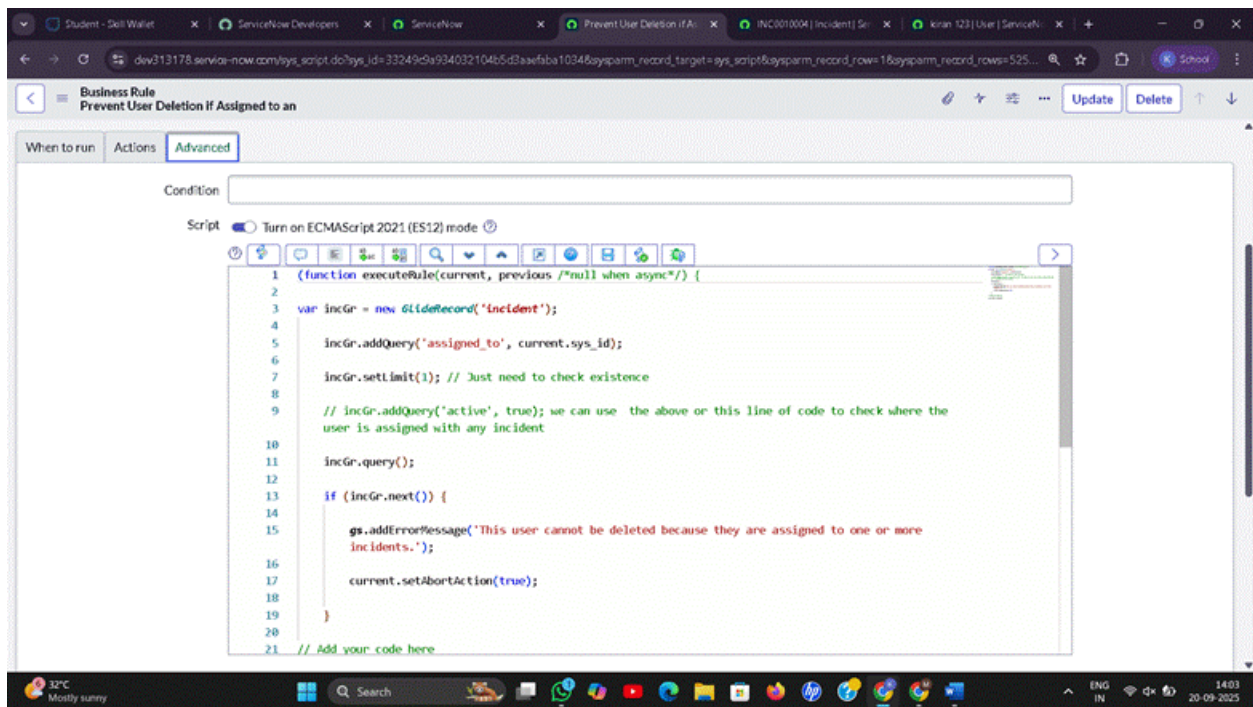 Student - Skill Wallet
ServiceNow Developers
ServiceNow
Prevent User Deletion if A
INC0010004 | Incident | Ser
kiran 123 | User | ServiceN
dev313178.service-now.com/sys_script.do?sys_id=33249c9a934032104b5d3aaefaba1034&sysparm_record_target=sys_script&sysparm_record_row=1&sysparm_record_rows=525...
K School
Business Rule
Prevent User Deletion if Assigned to an
Update
Delete
When to run
Actions
Advanced
Condition
Script
Turn on ECMAScript 2021 (ES12) mode
1 (function executeRule(current, previous /*null when async*/) {
2
3 var incGr = new GlideRecord('incident');
4
5 incGr.addQuery('assigned_to', current.sys_id);
6
7 incGr.setLimit(1); // Just need to check existence
8
9 // incGr.addQuery('active', true); we can use the above or this line of code to check where the
user is assigned with any incident
10
11 incGr.query();
12
13 if (incGr.next()) {
14
15 gs.addErrorMessage('This user cannot be deleted because they are assigned to one or more
incidents.');
16
17 current.setAbortAction(true);
18
19 }
20
21 // Add your code here
32°C
Mostly sunny
Search
ENG
IN
14:03
20-09-2025